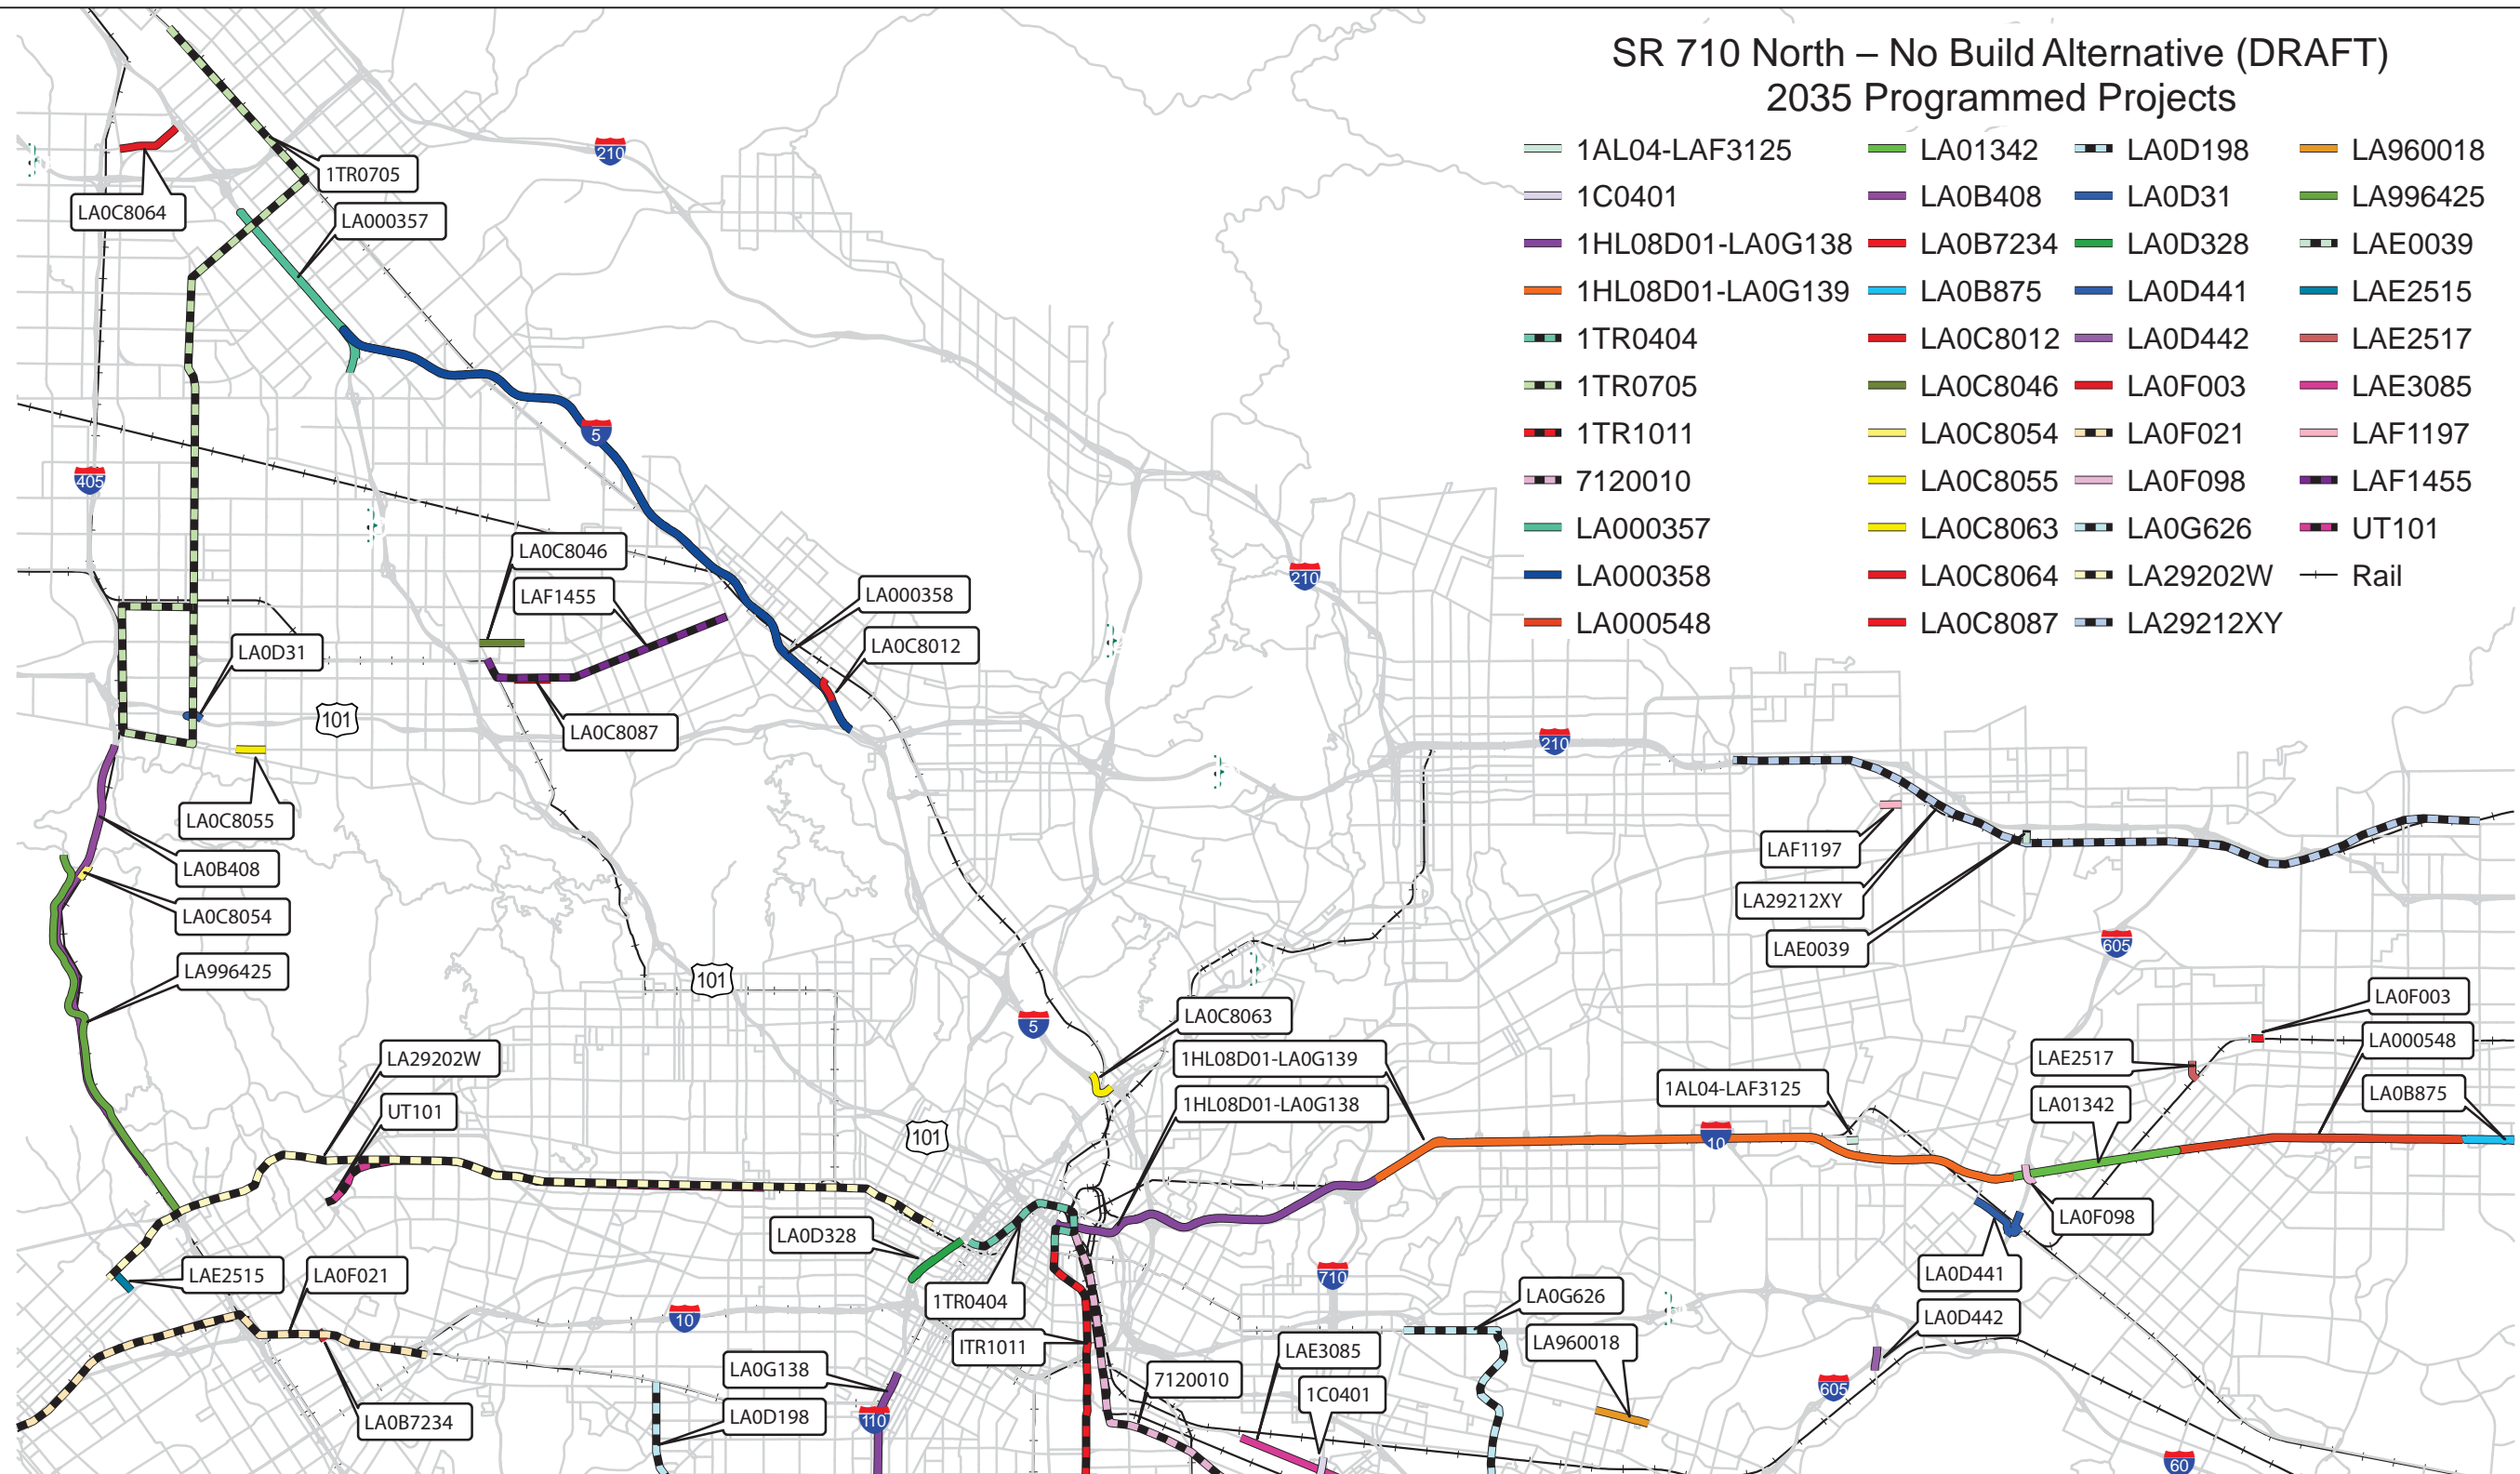 SR 710 North – No Build Alternative (DRAFT)
2035 Programmed Projects
1AL04-LAF3125
1C0401
1HL08D01-LA0G138
1HL08D01-LA0G139
1TR0404
1TR0705
1TR1011
7120010
LA000357
LA000358
LA000548
LA01342
LA0B408
LA0B7234
LA0B875
LA0C8012
LA0C8046
LA0C8054
LA0C8055
LA0C8063
LA0C8064
LA0C8087
LA0D198
LA0D31
LA0D328
LA0D441
LA0D442
LA0F003
LA0F021
LA0F098
LA0G626
LA29202W
LA29212XY
LA960018
LA996425
LAE0039
LAE2515
LAE2517
LAE3085
LAF1197
LAF1455
UT101
Rail
210
1TR0705
LA0C8064
LA000357
5
405
LA0C8046
LAF1455
LA000358
LA0C8012
210
LA0D31
101
LA0C8087
210
LA0C8055
LAF1197
LA0B408
LA29212XY
LA0C8054
LAE0039
605
LA996425
101
LA0F003
LA0C8063
5
LA000548
LA29202W
1HL08D01-LA0G139
LAE2517
1AL04-LAF3125
LA0B875
UT101
1HL08D01-LA0G138
LA01342
101
10
LA0F098
LA0D328
LAE2515
LA0F021
710
LA0D441
1TR0404
LA0G626
10
LA0D442
ITR1011
LAE3085
LA960018
LA0G138
7120010
1C0401
605
LA0B7234
LA0D198
110
60